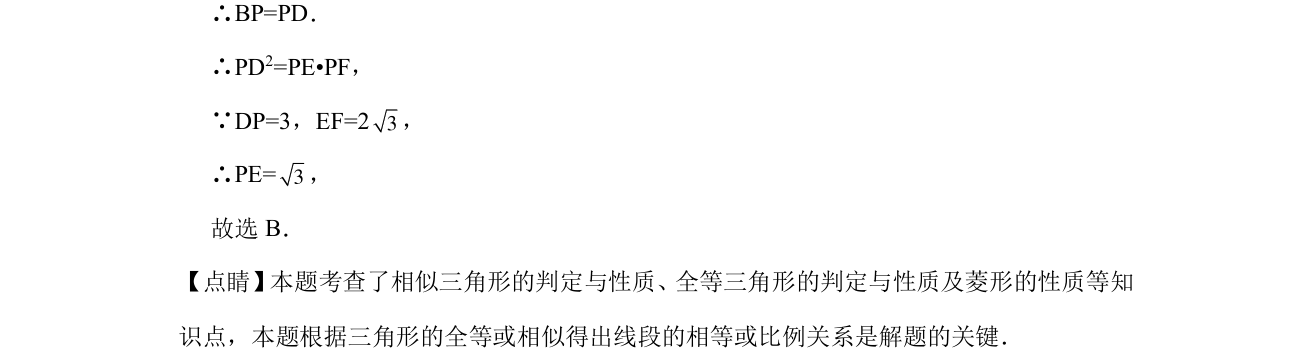 ∴BP=PD．
∴PD²=PE•PF，
∵DP=3，EF=2√3，
∴PE=√3，
故选 B．
【点睛】本题考查了相似三角形的判定与性质、全等三角形的判定与性质及菱形的性质等知
识点，本题根据三角形的全等或相似得出线段的相等或比例关系是解题的关键．